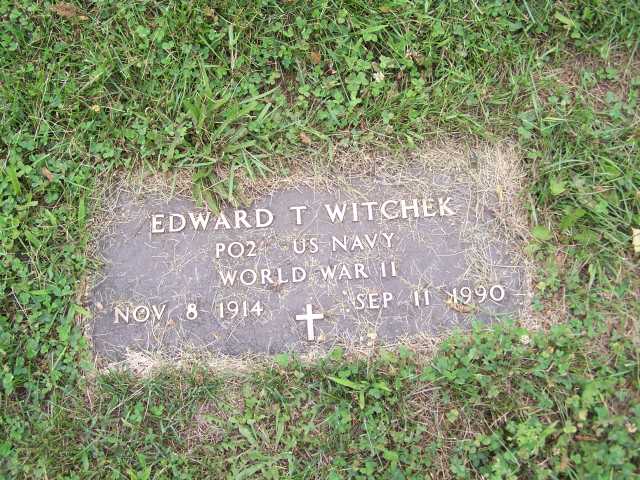 EDWARD T WITCHEK
PO2 US NAVY
WORLD WAR II
NOV 8 1914 SEP 11 1990